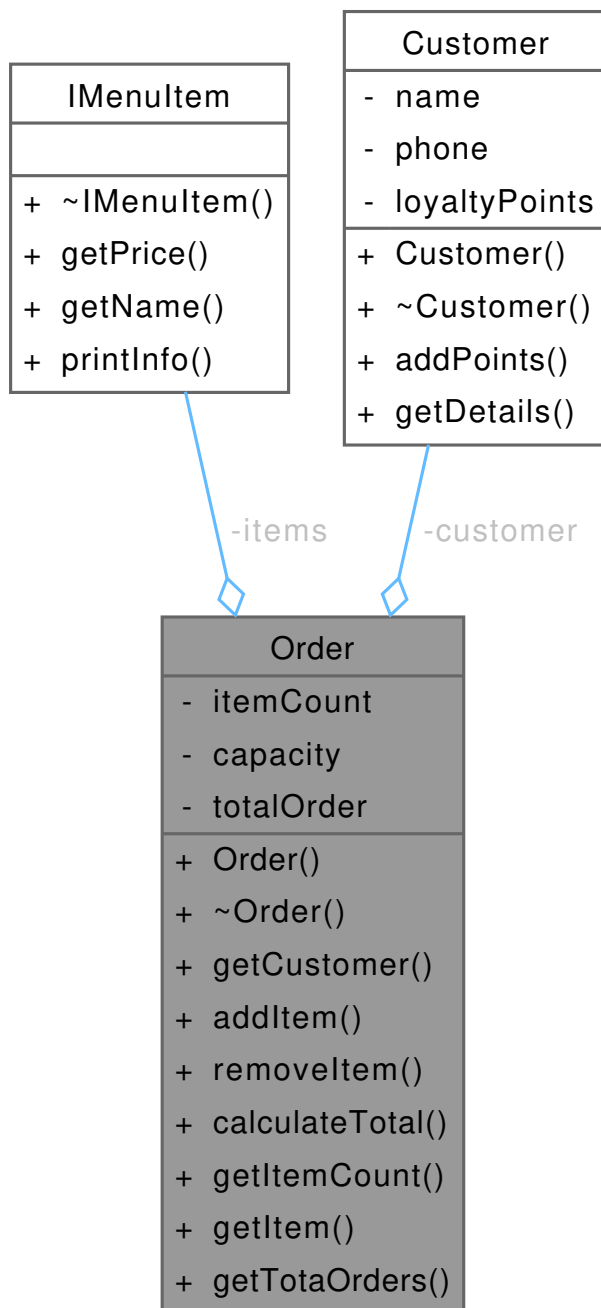 IMenuItem
+ ~IMenuItem()
+ getPrice()
+ getName()
+ printInfo()
Customer
- name
- phone
- loyaltyPoints
+ Customer()
+ ~Customer()
+ addPoints()
+ getDetails()
-items
-customer
Order
- itemCount
- capacity
- totalOrder
+ Order()
+ ~Order()
+ getCustomer()
+ addItem()
+ removeItem()
+ calculateTotal()
+ getItemCount()
+ getItem()
+ getTotaOrders()